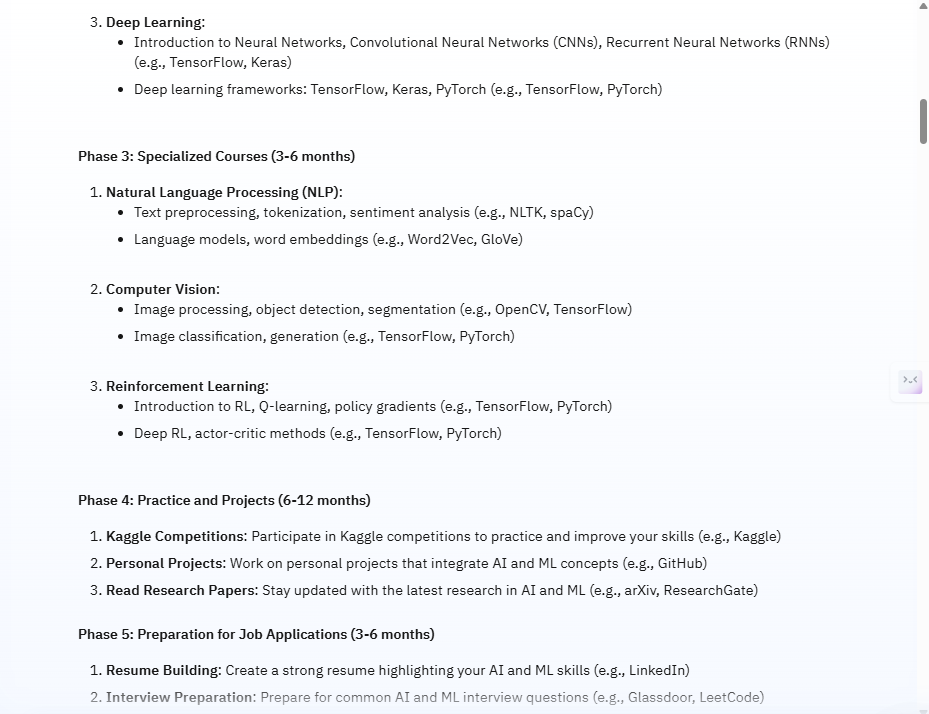 3. Deep Learning:
• Introduction to Neural Networks, Convolutional Neural Networks (CNNs), Recurrent Neural Networks (RNNs)
(e.g., TensorFlow, Keras)
• Deep learning frameworks: TensorFlow, Keras, PyTorch (e.g., TensorFlow, PyTorch)
Phase 3: Specialized Courses (3-6 months)
1. Natural Language Processing (NLP):
• Text preprocessing, tokenization, sentiment analysis (e.g., NLTK, spaCy)
• Language models, word embeddings (e.g., Word2Vec, GloVe)
2. Computer Vision:
• Image processing, object detection, segmentation (e.g., OpenCV, TensorFlow)
• Image classification, generation (e.g., TensorFlow, PyTorch)
3. Reinforcement Learning:
• Introduction to RL, Q-learning, policy gradients (e.g., TensorFlow, PyTorch)
• Deep RL, actor-critic methods (e.g., TensorFlow, PyTorch)
Phase 4: Practice and Projects (6-12 months)
1. Kaggle Competitions: Participate in Kaggle competitions to practice and improve your skills (e.g., Kaggle)
2. Personal Projects: Work on personal projects that integrate AI and ML concepts (e.g., GitHub)
3. Read Research Papers: Stay updated with the latest research in AI and ML (e.g., arXiv, ResearchGate)
Phase 5: Preparation for Job Applications (3-6 months)
1. Resume Building: Create a strong resume highlighting your AI and ML skills (e.g., LinkedIn)
2. Interview Preparation: Prepare for common AI and ML interview questions (e.g., Glassdoor, LeetCode)